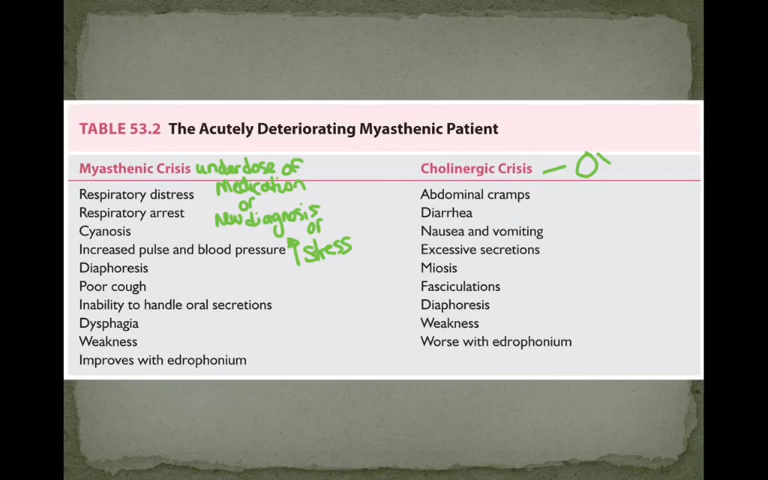 TABLE 53.2 The Acutely Deteriorating Myasthenic Patient
Myasthenic Crisis underdose of
medication
or
New diagnosis
or
↑ stress
Respiratory distress
Respiratory arrest
Cyanosis
Increased pulse and blood pressure
Diaphoresis
Poor cough
Inability to handle oral secretions
Dysphagia
Weakness
Improves with edrophonium
Cholinergic Crisis –
Abdominal cramps
Diarrhea
Nausea and vomiting
Excessive secretions
Miosis
Fasciculations
Diaphoresis
Weakness
Worse with edrophonium